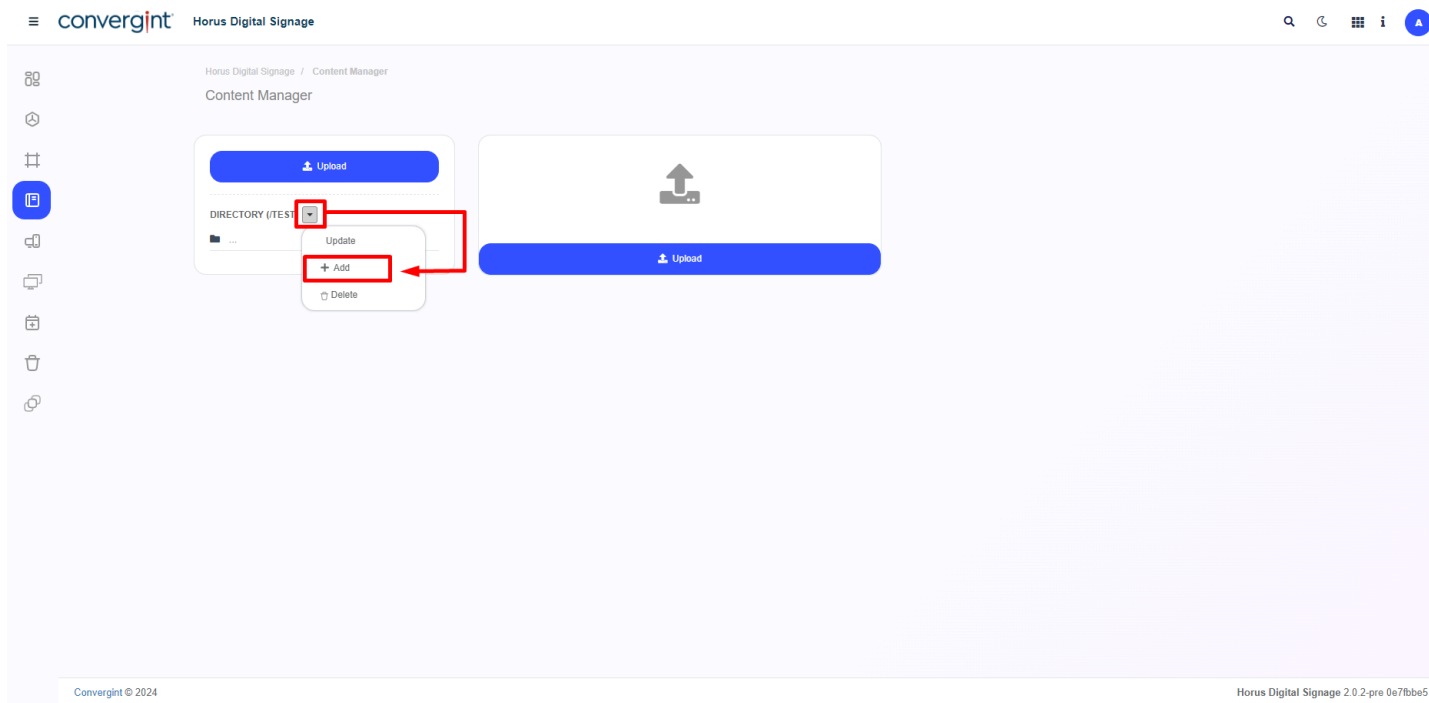 convergint Horus Digital Signage
A
Horus Digital Signage / Content Manager
Content Manager
Upload
DIRECTORY (/TEST
...
Update
Add
Delete
Upload
Convergint © 2024
Horus Digital Signage 2.0.2-pre 0e7fbbe5